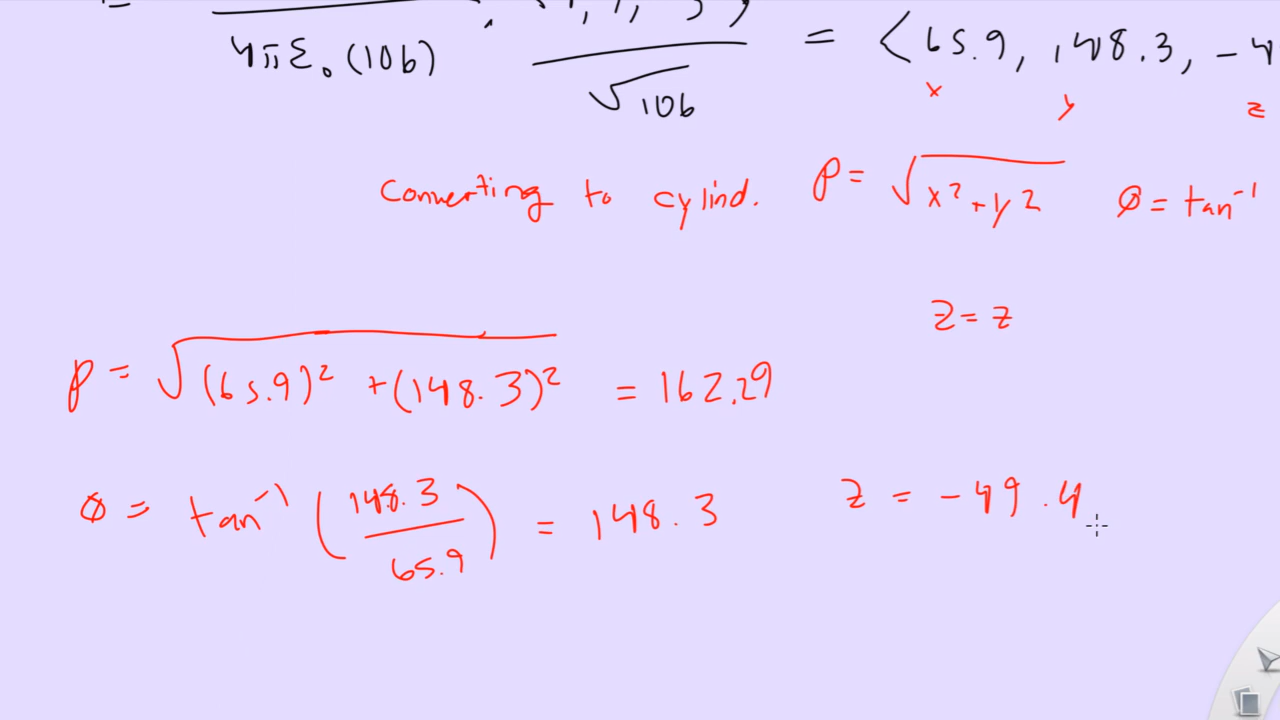 4πε₀(106) √106 = <65.9, 148.3, -4
x y z
Converting to cylind. ρ = √x²+y² Ø = tan⁻¹
z = z
ρ = √(65.9)² +(148.3)² = 162.29
Ø = tan⁻¹ (148.3/65.9) = 148.3 z = -49.4